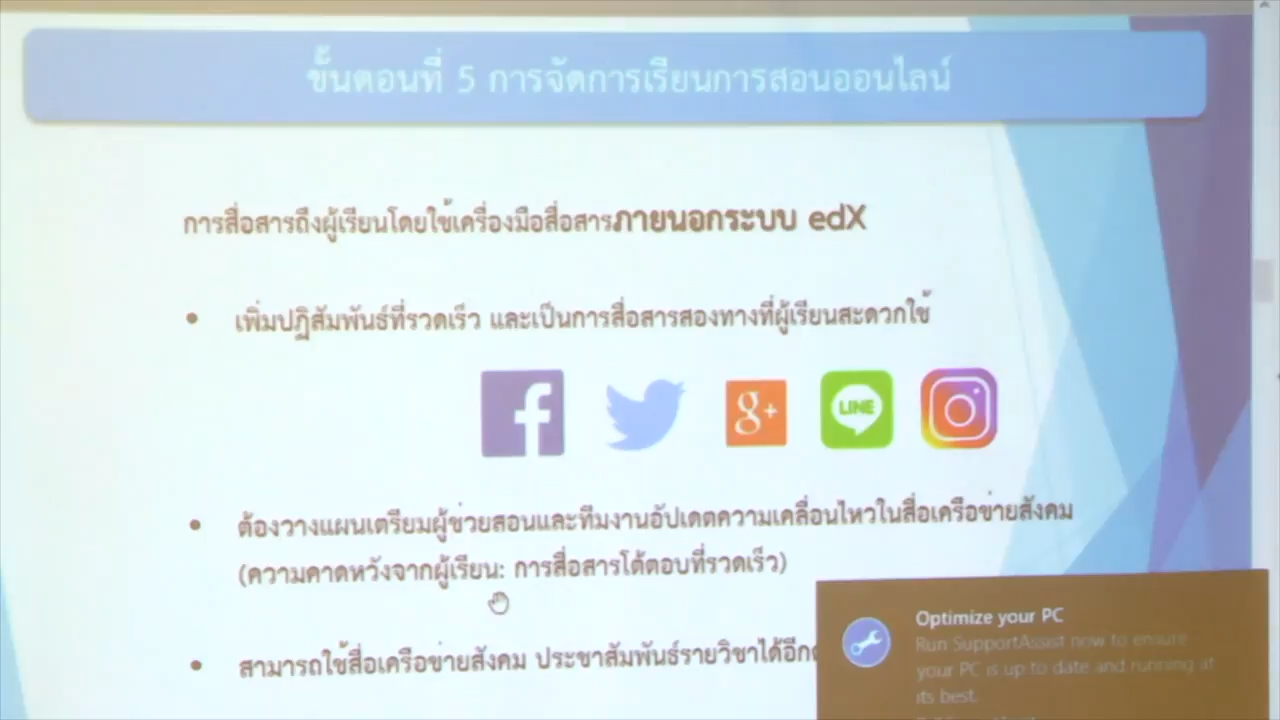 ขั้นตอนที่ 5 การจัดการเรียนการสอนออนไลน์
การสื่อสารถึงผู้เรียนโดยใช้เครื่องมือสื่อสารภายนอกระบบ edX
• เพิ่มปฏิสัมพันธ์ที่รวดเร็ว และเป็นการสื่อสารสองทางที่ผู้เรียนสะดวกใช้
f g+ LINE
• ต้องวางแผนเตรียมผู้ช่วยสอนและทีมงานอัปเดตความเคลื่อนไหวในสื่อเครือข่ายสังคม
(ความคาดหวังจากผู้เรียน: การสื่อสารโต้ตอบที่รวดเร็ว)
• สามารถใช้สื่อเครือข่ายสังคม ประชาสัมพันธ์รายวิชาได้อีก
Optimize your PC
Run SupportAssist now to ensure
your PC is up to date and running at
its best.